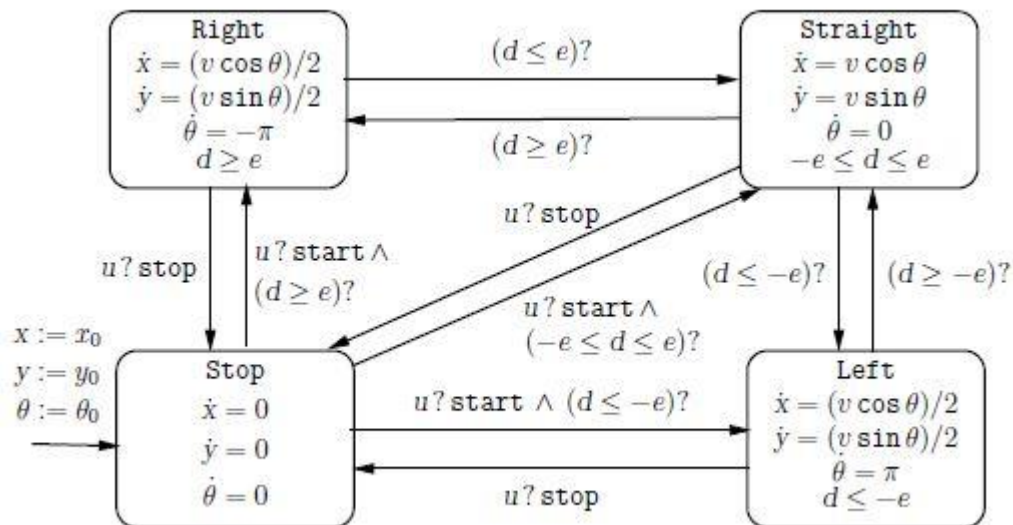 Right
ẋ = (v cos θ)/2
ẏ = (v sin θ)/2
θ̇ = −π
d ≥ e
(d ≤ e)?
(d ≥ e)?
Straight
ẋ = v cos θ
ẏ = v sin θ
θ̇ = 0
−e ≤ d ≤ e
u? stop
u? start ∧
(d ≥ e)?
u? stop
u? start ∧
(−e ≤ d ≤ e)?
(d ≤ −e)?
(d ≥ −e)?
x := x₀
y := y₀
θ := θ₀
Stop
ẋ = 0
ẏ = 0
θ̇ = 0
u? start ∧ (d ≤ −e)?
u? stop
Left
ẋ = (v cos θ)/2
ẏ = (v sin θ)/2
θ̇ = π
d ≤ −e